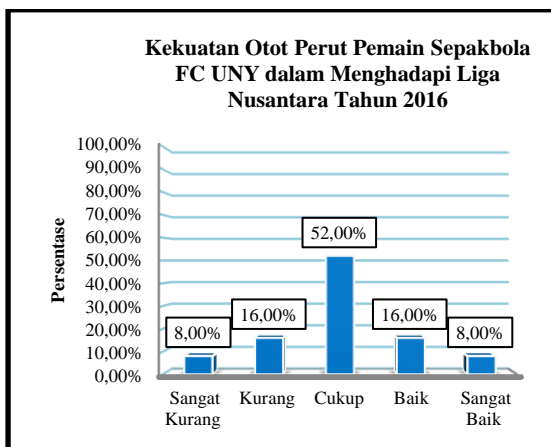 Kekuatan Otot Perut Pemain Sepakbola
FC UNY dalam Menghadapi Liga
Nusantara Tahun 2016
100,00%
90,00%
80,00%
70,00%
60,00%
50,00%
40,00%
30,00%
20,00%
10,00%
0,00%
Persentase
8,00%
16,00%
52,00%
16,00%
8,00%
Sangat
Kurang
Kurang
Cukup
Baik
Sangat
Baik